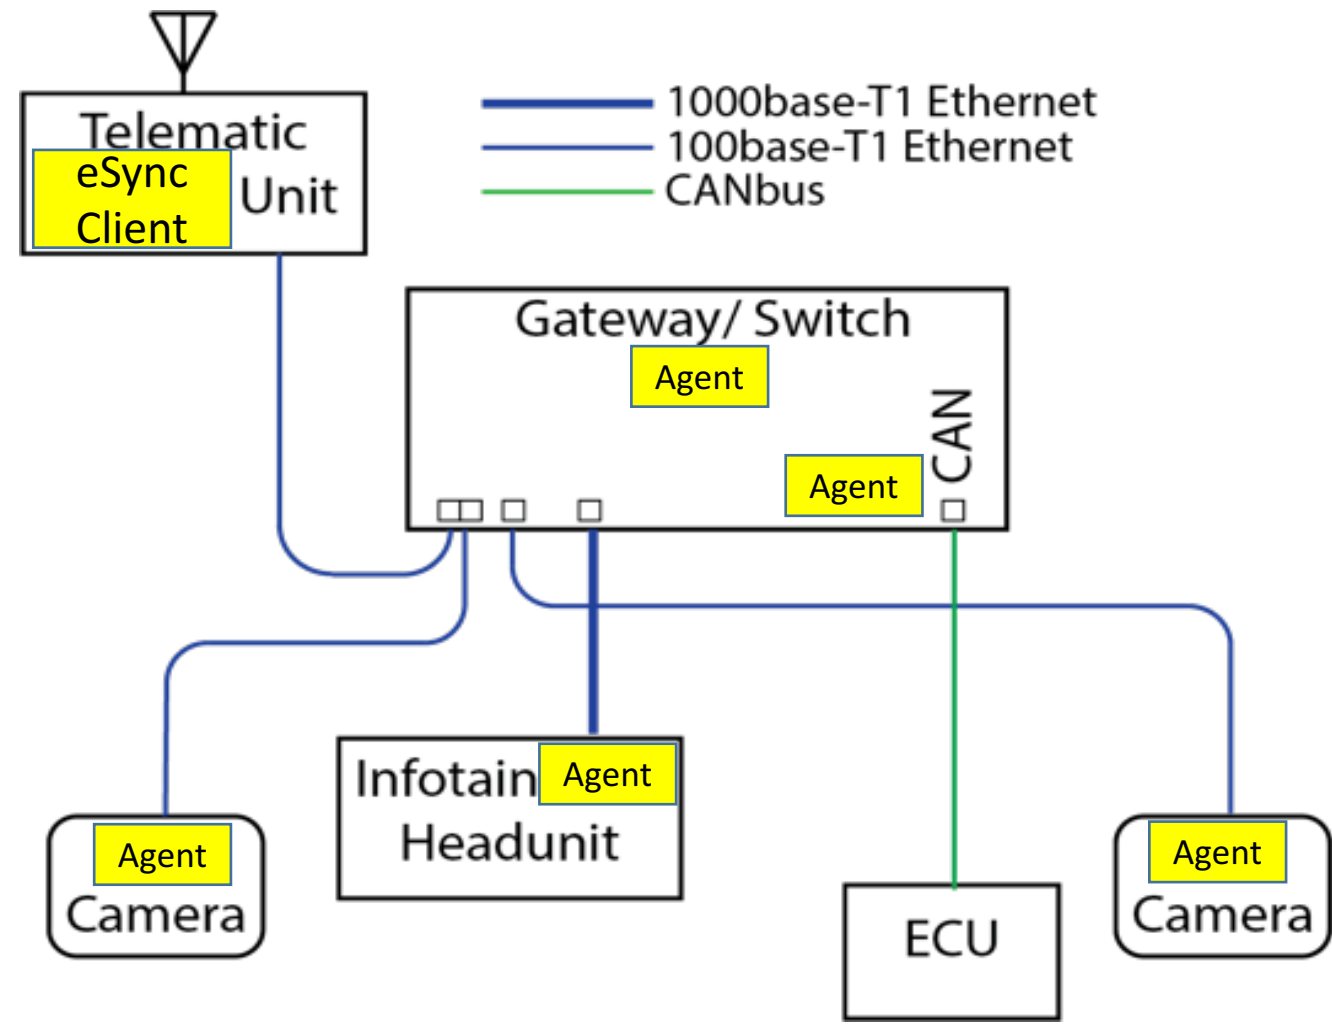 Telematic
eSync
Client
Unit
1000base-T1 Ethernet
100base-T1 Ethernet
CANbus
Gateway/ Switch
Agent
Agent
CAN
Infotain
Agent
Headunit
Agent
Camera
ECU
Agent
Camera